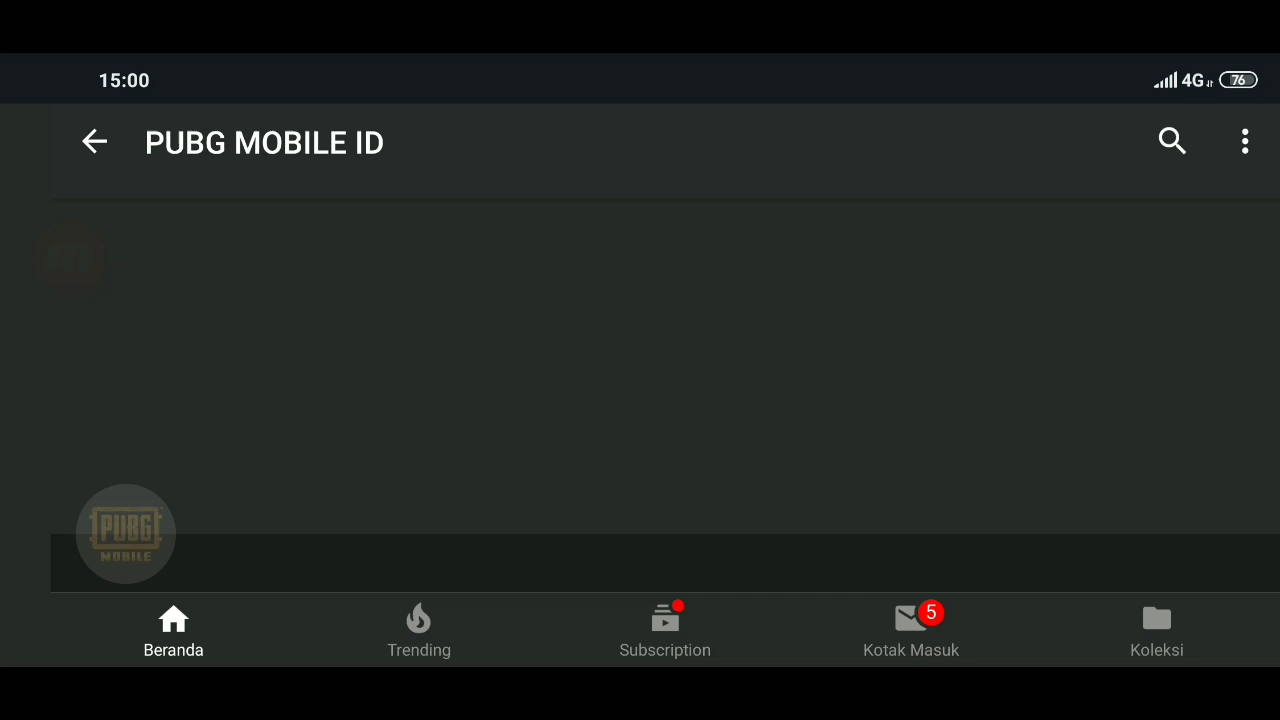 15:00
4G
76
PUBG MOBILE ID
PUBG
MOBILE
5
Beranda
Trending
Subscription
Kotak Masuk
Koleksi